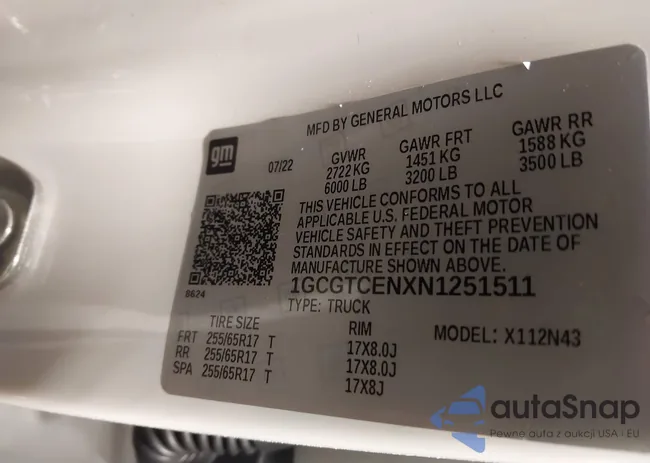 MFD BY GENERAL MOTORS LLC
gm
07/22
GVWR GAWR FRT GAWR RR
2722 KG 1451 KG 1588 KG
6000 LB 3200 LB 3500 LB
THIS VEHICLE CONFORMS TO ALL
APPLICABLE U.S. FEDERAL MOTOR
VEHICLE SAFETY AND THEFT PREVENTION
STANDARDS IN EFFECT ON THE DATE OF
MANUFACTURE SHOWN ABOVE.
8624
1GCGTCENXN1251511
TYPE: TRUCK
TIRE SIZE RIM MODEL: X112N43
FRT 255/65R17 T 17X8.0J
RR 255/65R17 T 17X8.0J
SPA 255/65R17 T 17X8J
autaSnap
Pewne auta z aukcji USA - EU